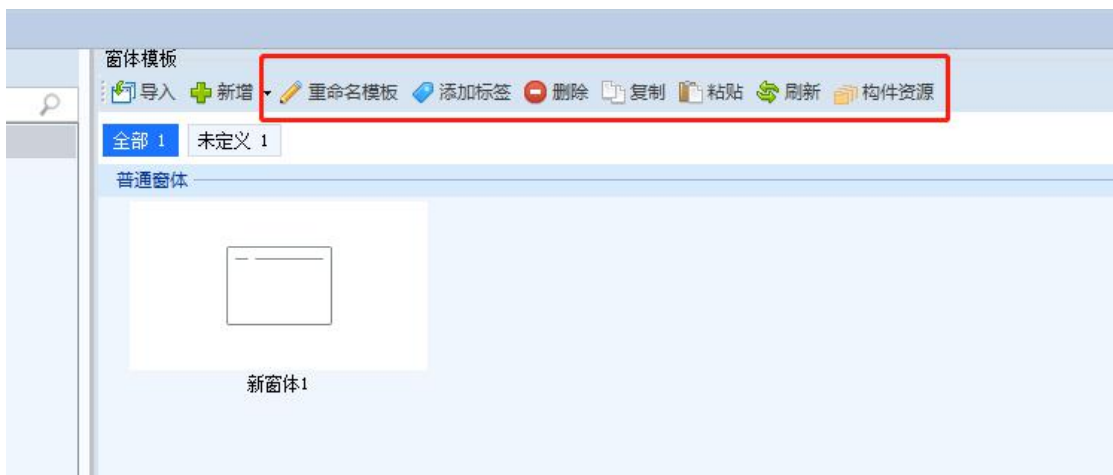 窗体模板
导入 新增 重命名模板 添加标签 删除 复制 粘贴 刷新 构件资源
全部 1 未定义 1
普通窗体
新窗体1